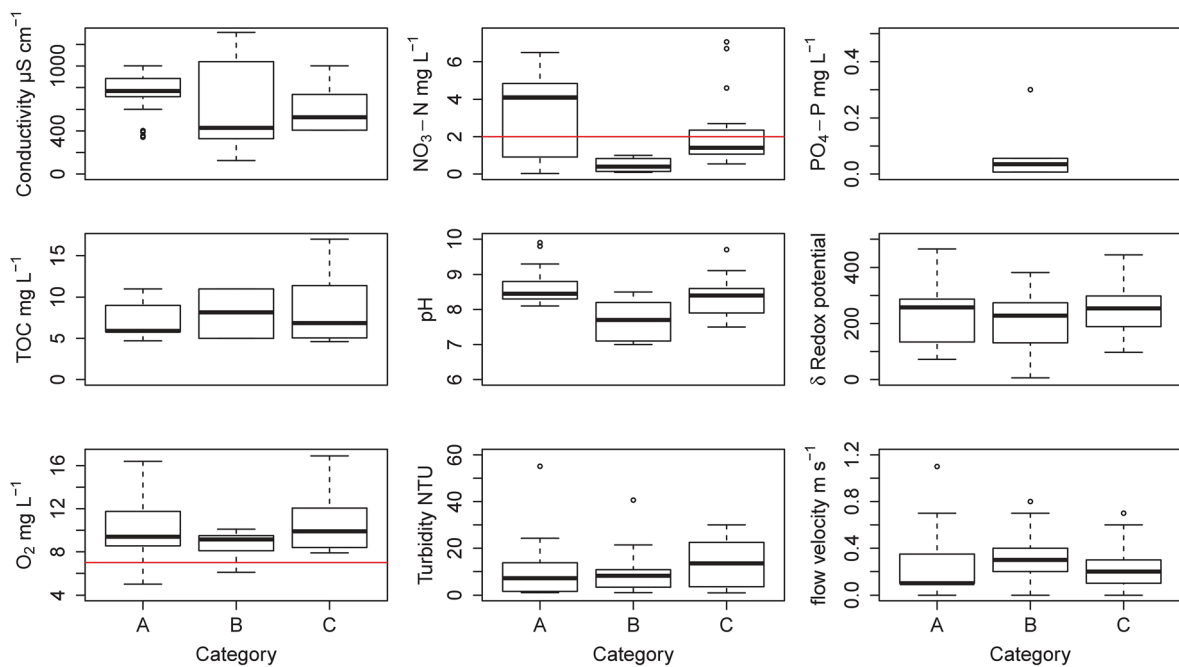 Conductivity µS cm−1
0
400
1000
NO3−N mg L−1
0
2
4
6
PO4−P mg L−1
0.0
0.2
0.4
TOC mg L−1
0
5
10
15
pH
6
7
8
9
10
δ Redox potential
0
200
400
O2 mg L−1
4
8
12
16
A
B
C
Category
Turbidity NTU
0
20
40
60
A
B
C
Category
flow velocity m s−1
0.0
0.4
0.8
1.2
A
B
C
Category